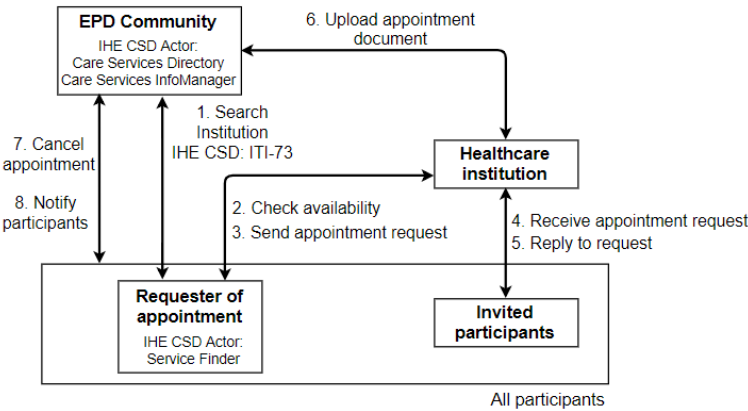 EPD Community
IHE CSD Actor:
Care Services Directory
Care Services InfoManager
6. Upload appointment
document
1. Search
Institution
IHE CSD: ITI-73
7. Cancel
appointment
8. Notify
participants
Healthcare
institution
2. Check availability
3. Send appointment request
4. Receive appointment request
5. Reply to request
Requester of
appointment
IHE CSD Actor:
Service Finder
Invited
participants
All participants